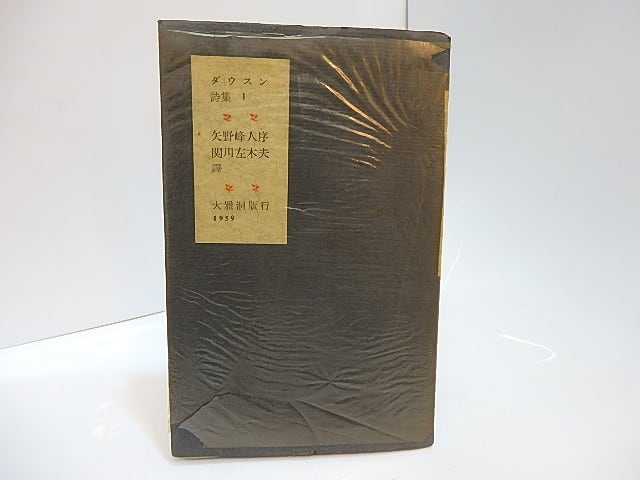 ダウスン
詩集 1
矢野峰人序
関川左木夫
譯
大雅洞版行
1959